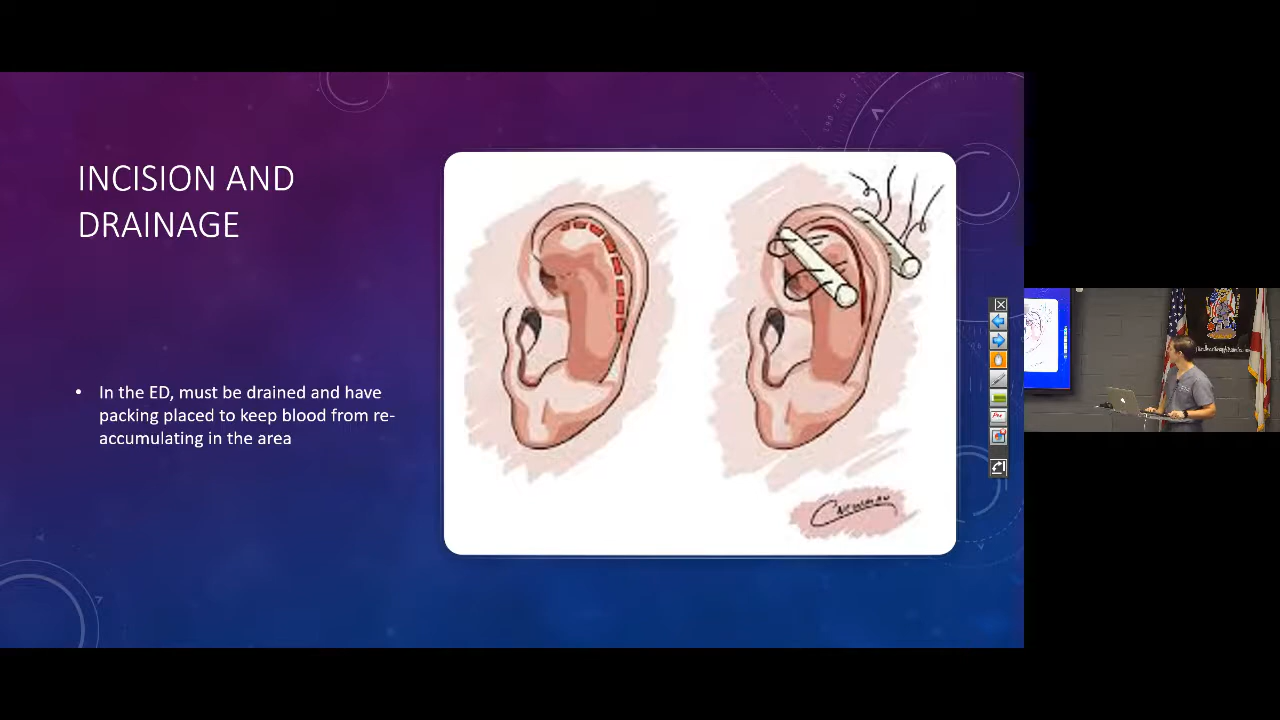 INCISION AND
DRAINAGE
• In the ED, must be drained and have
packing placed to keep blood from re-
accumulating in the area